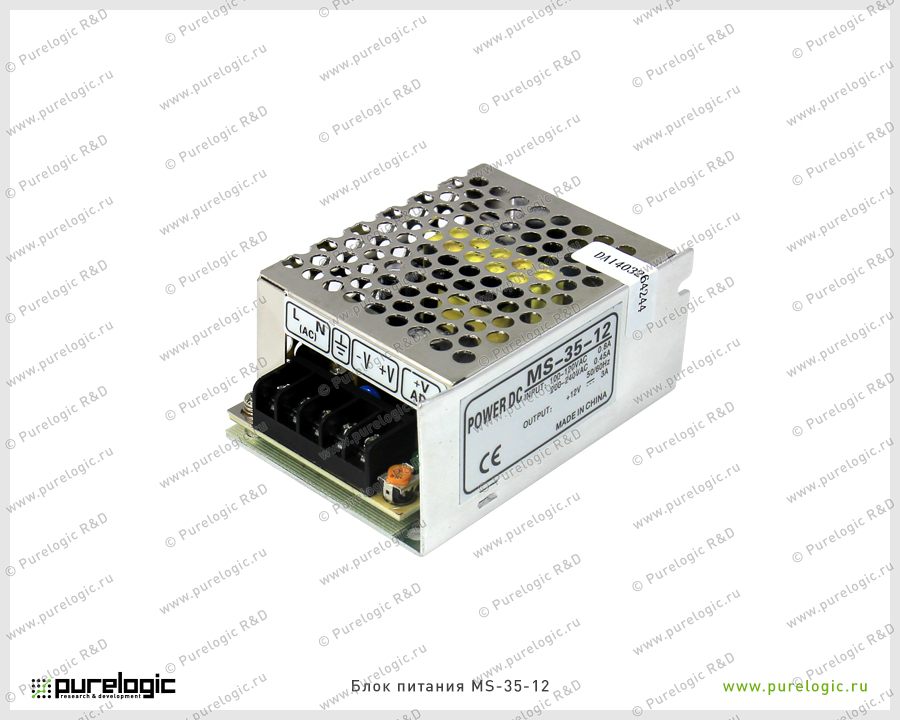 DA1403264244
L
N
(AC)
-V
+V
+V
POWER DC MS-35-12
INPUT: 100-120VAC 0.8A
200-240VAC 0.45A
50/60Hz
OUTPUT: +12V 3A
CE
MADE IN CHINA
© Purelogic R&D
www.purelogic.ru
purelogic
research & development
Блок питания MS-35-12
www.purelogic.ru